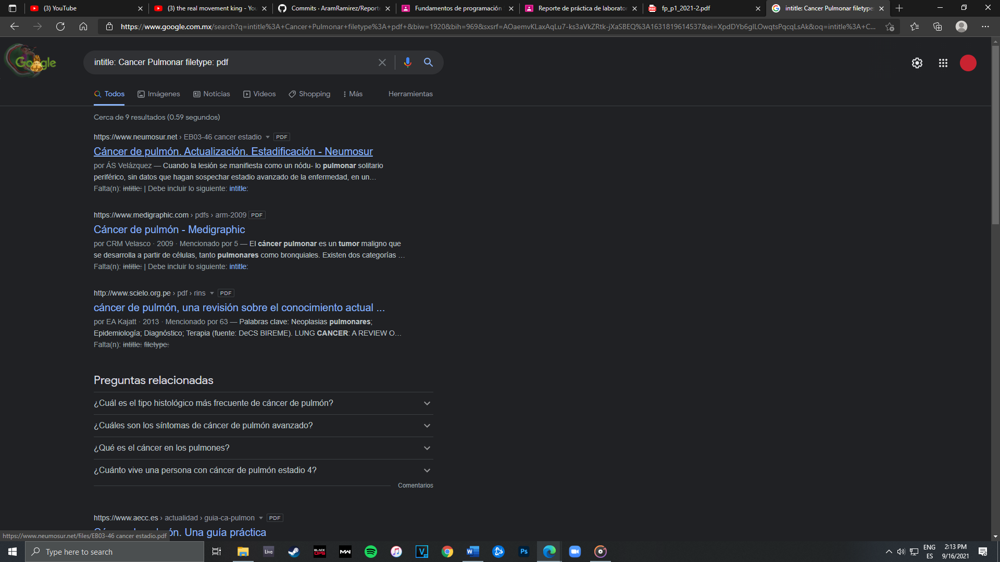 (3) YouTube
(3) the real movement king - You
Commits · AramRamirez/Reporte
Fundamentos de programación
Reporte de práctica de laborator
fp_p1_2021-2.pdf
intitle: Cancer Pulmonar filetype:
https://www.google.com.mx/search?q=intitle%3A+Cancer+Pulmonar+filetype%3A+pdf+&biw=1920&bih=969&sxsrf=AOaemvKLaxAqLu7-ks3aVkZRtk-jXaSBEQ%3A1631819614537&ei=XpdDYb6gILOwqtsPqcqLsAk&oq=intitle%3A+C...
Google
intitle: Cancer Pulmonar filetype: pdf
Todos
Imágenes
Noticias
Videos
Shopping
Más
Herramientas
Cerca de 9 resultados (0.59 segundos)
https://www.neumosur.net › EB03-46 cancer estadio PDF
Cáncer de pulmón. Actualización. Estadificación - Neumosur
por ÁS Velázquez — Cuando la lesión se manifiesta como un nódu- lo pulmonar solitario
periférico, sin datos que hagan sospechar estadio avanzado de la enfermedad, en un...
Falta(n): intitle: | Debe incluir lo siguiente: intitle:
https://www.medigraphic.com › pdfs › arm-2009 PDF
Cáncer de pulmón - Medigraphic
por CRM Velasco · 2009 · Mencionado por 5 — El cáncer pulmonar es un tumor maligno que
se desarrolla a partir de células, tanto pulmonares como bronquiales. Existen dos categorías ...
Falta(n): intitle: | Debe incluir lo siguiente: intitle:
http://www.scielo.org.pe › pdf › rins PDF
cáncer de pulmón, una revisión sobre el conocimiento actual ...
por EA Kajatt · 2013 · Mencionado por 63 — Palabras clave: Neoplasias pulmonares;
Epidemiología; Diagnóstico; Terapia (fuente: DeCS BIREME). LUNG CANCER: A REVIEW O...
Falta(n): intitle: filetype:
Preguntas relacionadas
¿Cuál es el tipo histológico más frecuente de cáncer de pulmón?
¿Cuáles son los síntomas de cáncer de pulmón avanzado?
¿Qué es el cáncer en los pulmones?
¿Cuánto vive una persona con cáncer de pulmón estadio 4?
Comentarios
https://www.aecc.es › actualidad › guia-ca-pulmon PDF
ón. Una guía práctica
https://www.neumosur.net/files/EB03-46 cancer estadio.pdf
Type here to search
Live
BLACK OPS
MW
V
W
Ps
ENG
ES
2:13 PM
9/16/2021